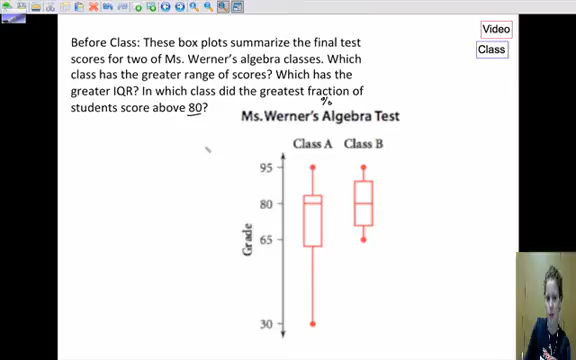 Video
Class
Before Class: These box plots summarize the final test
scores for two of Ms. Werner's algebra classes. Which
class has the greater range of scores? Which has the
greater IQR? In which class did the greatest fraction of
students score above 80?
%
Ms. Werner's Algebra Test
Class A Class B
95
80
65
30
Grade